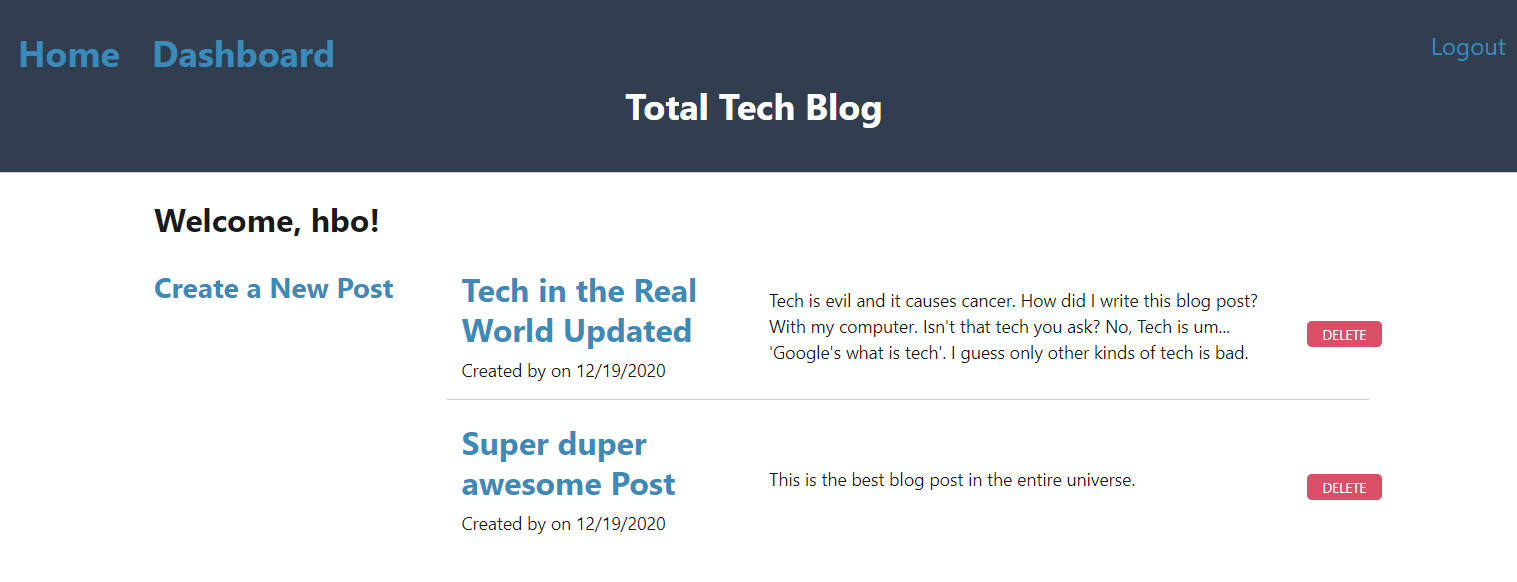 Home Dashboard Logout
Total Tech Blog
Welcome, hbo!
Create a New Post
Tech in the Real
World Updated
Created by on 12/19/2020
Tech is evil and it causes cancer. How did I write this blog post?
With my computer. Isn't that tech you ask? No, Tech is um...
'Google's what is tech'. I guess only other kinds of tech is bad.
DELETE
Super duper
awesome Post
Created by on 12/19/2020
This is the best blog post in the entire universe.
DELETE